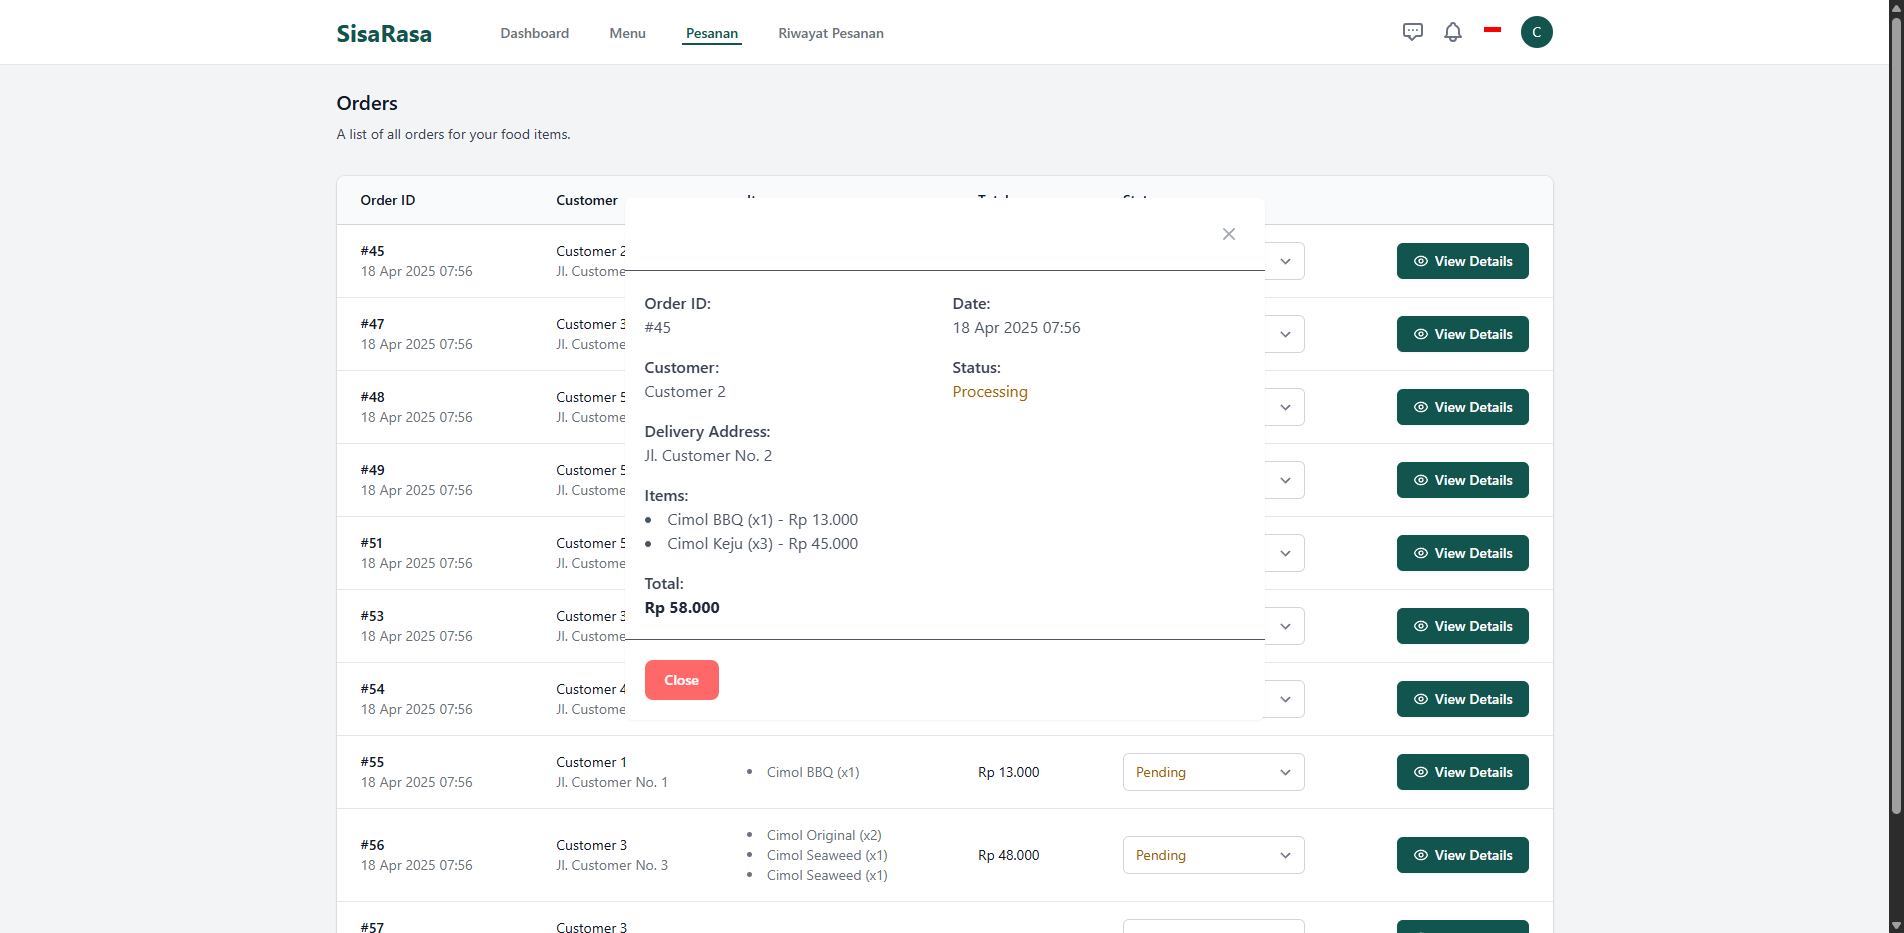 SisaRasa Dashboard Menu Pesanan Riwayat Pesanan C
Orders
A list of all orders for your food items.
Order ID Customer
#45 Customer 2 View Details
18 Apr 2025 07:56 Jl. Custome
#47 Customer 3 View Details
18 Apr 2025 07:56 Jl. Custome
#48 Customer 5 View Details
18 Apr 2025 07:56 Jl. Custome
#49 Customer 5 View Details
18 Apr 2025 07:56 Jl. Custome
#51 Customer 5 View Details
18 Apr 2025 07:56 Jl. Custome
#53 Customer 3 View Details
18 Apr 2025 07:56 Jl. Custome
#54 Customer 4 View Details
18 Apr 2025 07:56 Jl. Custome
Order ID: Date:
#45 18 Apr 2025 07:56
Customer: Status:
Customer 2 Processing
Delivery Address:
Jl. Customer No. 2
Items:
• Cimol BBQ (x1) - Rp 13.000
• Cimol Keju (x3) - Rp 45.000
Total:
Rp 58.000
Close
#55 Customer 1 • Cimol BBQ (x1) Rp 13.000 Pending View Details
18 Apr 2025 07:56 Jl. Customer No. 1
• Cimol Original (x2)
#56 Customer 3 • Cimol Seaweed (x1) Rp 48.000 Pending View Details
18 Apr 2025 07:56 Jl. Customer No. 3 • Cimol Seaweed (x1)
#57 Customer 3